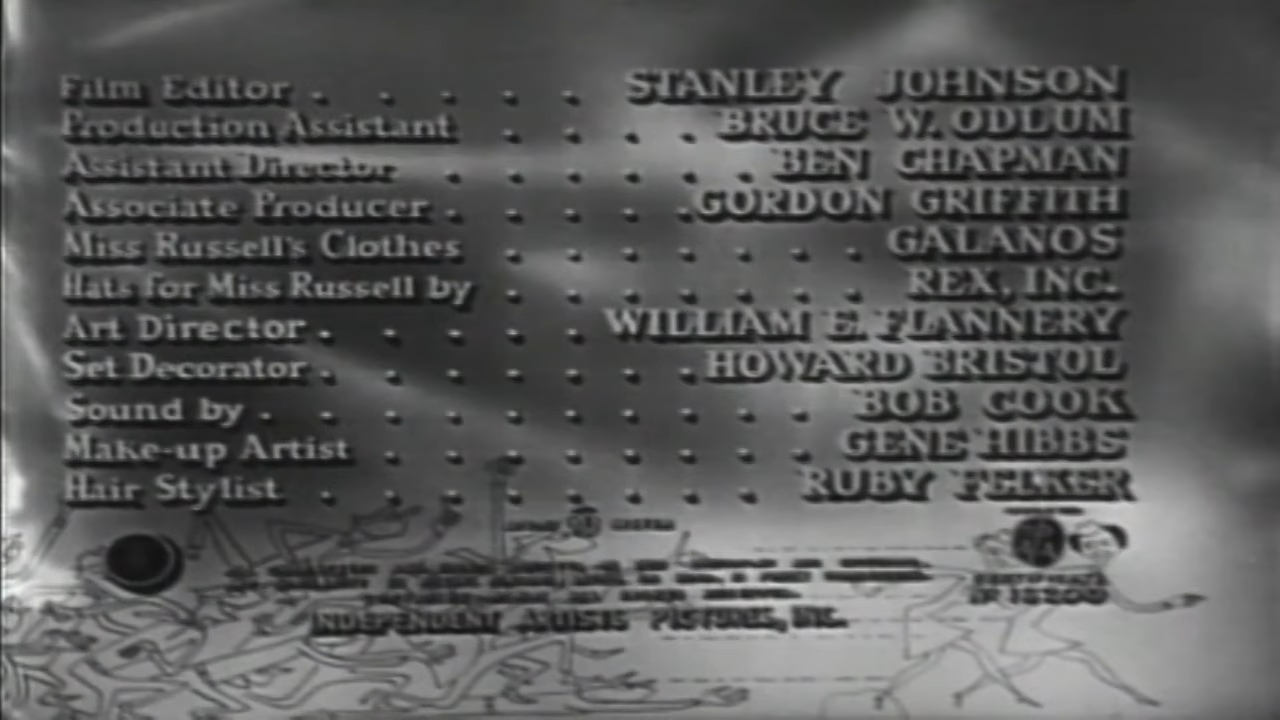 Film Editor . . . . . STANLEY JOHNSON
Production Assistant . . . . BRUCE W. ODLUM
Assistant Director . . . . . . BEN CHAPMAN
Associate Producer . . . . . GORDON GRIFFITH
Miss Russell's Clothes . . . . . . . GALANOS
Hats for Miss Russell by . . . . . . . REX, INC.
Art Director . . . . . WILLIAM E. FLANNERY
Set Decorator . . . . . . . HOWARD BRISTOL
Sound by . . . . . . . . . . BOB COOK
Make-up Artist . . . . . . . . GENE HIBBS
Hair Stylist . . . . . . . . RUBY FELKER
INDEPENDENT ARTISTS PICTURES, INC.
CERTIFICATE